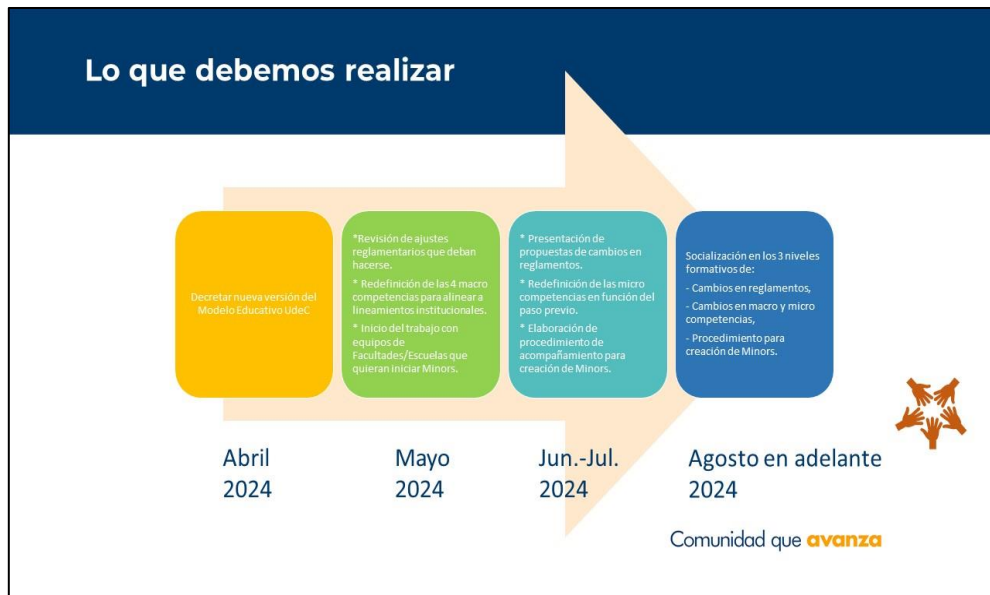 Lo que debemos realizar
Decretar nueva versión del
Modelo Educativo UdeC
*Revisión de ajustes
reglamentarios que deban
hacerse.
* Redefinición de las 4 macro
competencias para alinear a
lineamientos institucionales.
* Inicio del trabajo con
equipos de
Facultades/Escuelas que
quieran iniciar Minors.
* Presentación de
propuestas de cambios en
reglamentos.
* Redefinición de las micro
competencias en función del
paso previo.
* Elaboración de
procedimiento de
acompañamiento para
creación de Minors.
Socialización en los 3 niveles
formativos de:
- Cambios en reglamentos,
- Cambios en macro y micro
competencias,
- Procedimiento para
creación de Minors.
Abril
2024
Mayo
2024
Jun.-Jul.
2024
Agosto en adelante
2024
Comunidad que avanza